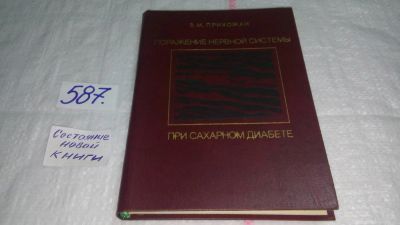 В. М. ПРИХОЖАН
ПОРАЖЕНИЕ НЕРВНОЙ СИСТЕМЫ
ПРИ САХАРНОМ ДИАБЕТЕ
587.
Состояние
новой
книги